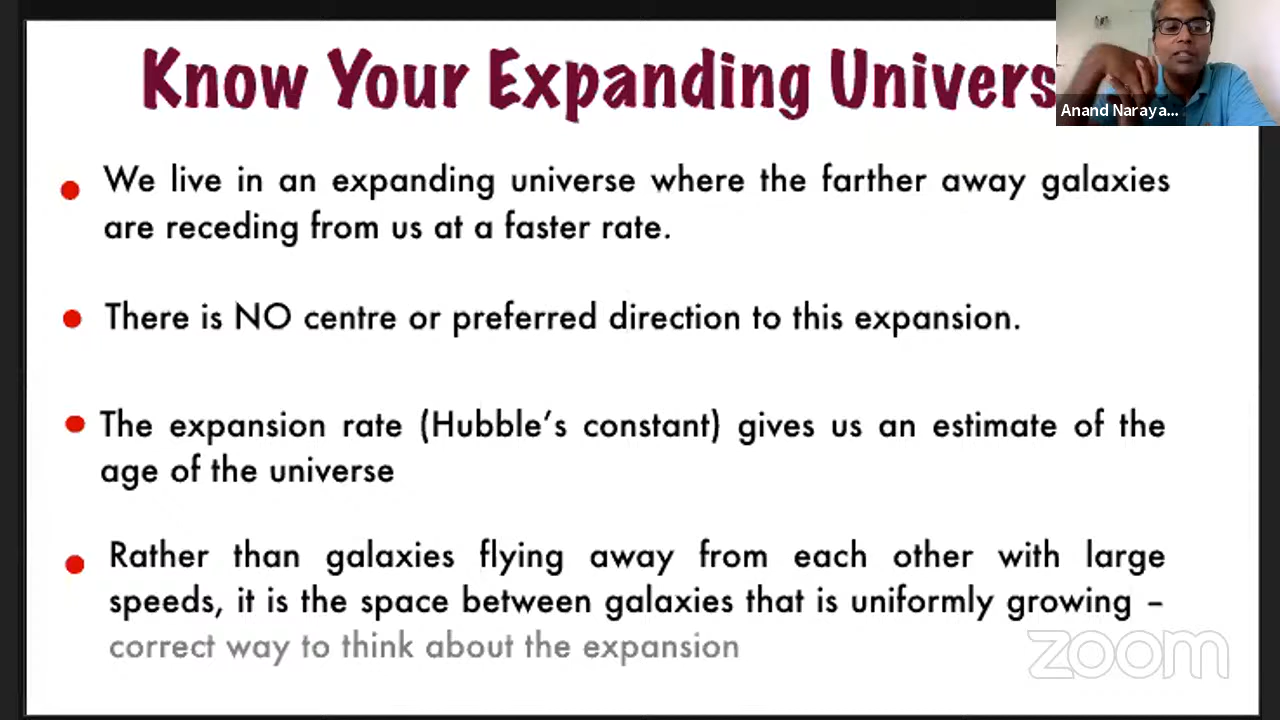 Know Your Expanding Univers
Anand Naraya...
We live in an expanding universe where the farther away galaxies
are receding from us at a faster rate.
There is NO centre or preferred direction to this expansion.
The expansion rate (Hubble's constant) gives us an estimate of the
age of the universe
Rather than galaxies flying away from each other with large
speeds, it is the space between galaxies that is uniformly growing –
correct way to think about the expansion
zoom